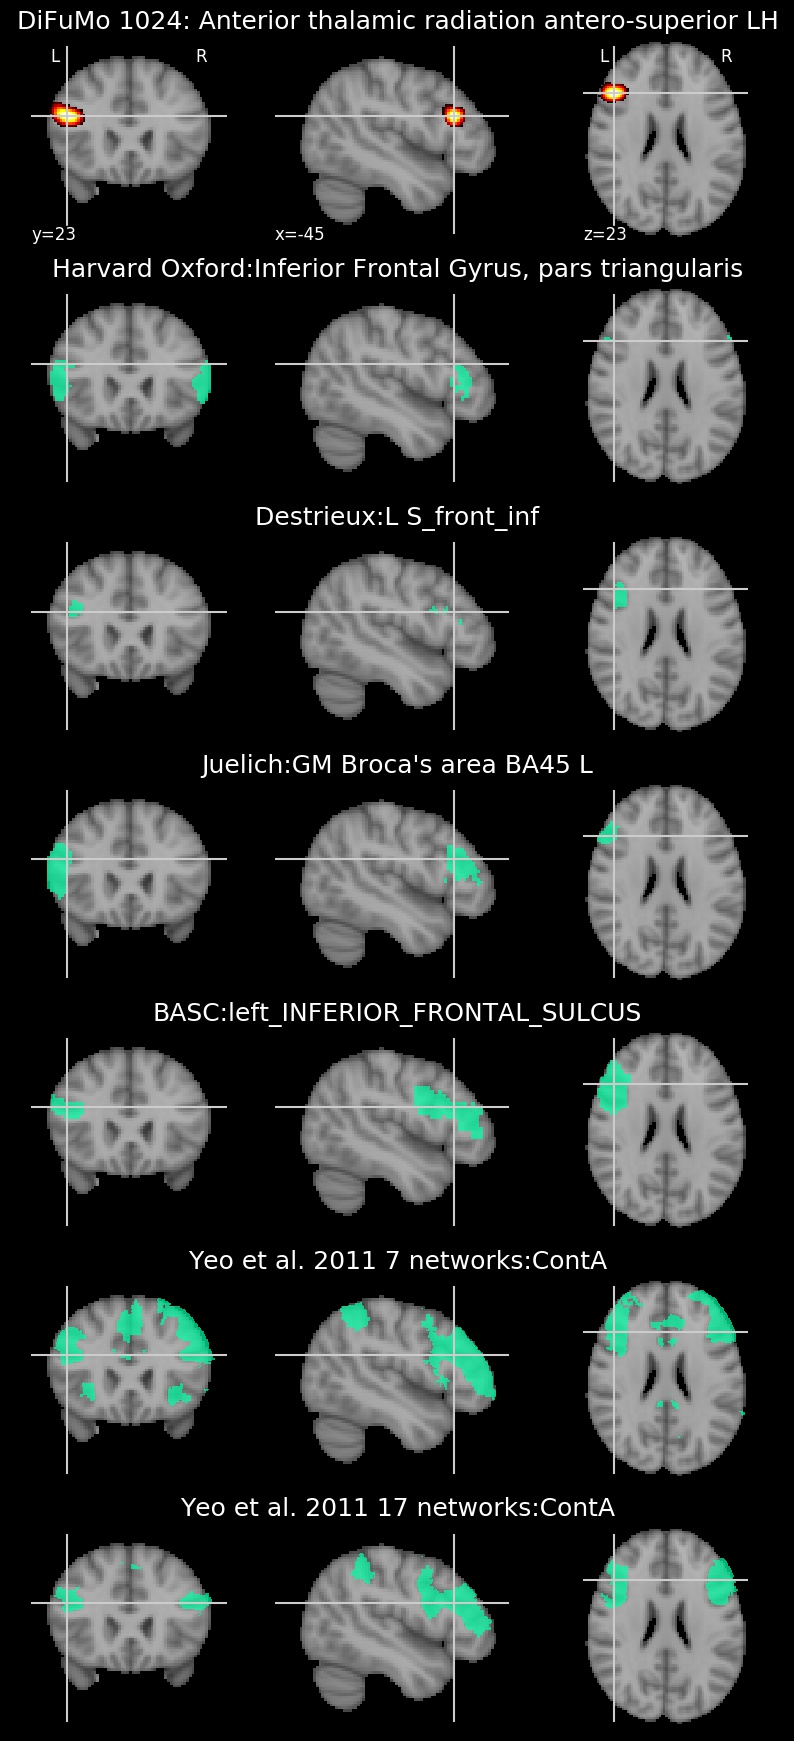 DiFuMo 1024: Anterior thalamic radiation antero-superior LH
L R L R
y=23 x=-45 z=23
Harvard Oxford:Inferior Frontal Gyrus, pars triangularis
Destrieux:L S_front_inf
Juelich:GM Broca's area BA45 L
BASC:left_INFERIOR_FRONTAL_SULCUS
Yeo et al. 2011 7 networks:ContA
Yeo et al. 2011 17 networks:ContA